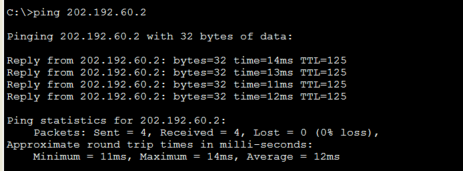 C:\>ping 202.192.60.2
Pinging 202.192.60.2 with 32 bytes of data:
Reply from 202.192.60.2: bytes=32 time=14ms TTL=125
Reply from 202.192.60.2: bytes=32 time=13ms TTL=125
Reply from 202.192.60.2: bytes=32 time=11ms TTL=125
Reply from 202.192.60.2: bytes=32 time=12ms TTL=125
Ping statistics for 202.192.60.2:
Packets: Sent = 4, Received = 4, Lost = 0 (0% loss),
Approximate round trip times in milli-seconds:
Minimum = 11ms, Maximum = 14ms, Average = 12ms